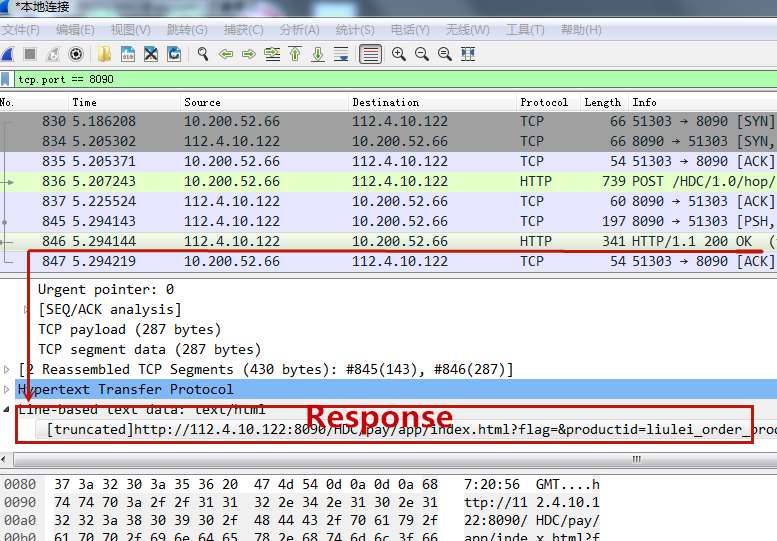 *本地连接
文件(F) 编辑(E) 视图(V) 跳转(G) 捕获(C) 分析(A) 统计(S) 电话(Y) 无线(W) 工具(T) 帮助(H)
tcp.port == 8090
No. Time Source Destination Protocol Length Info
830 5.186208 10.200.52.66 112.4.10.122 TCP 66 51303 → 8090 [SYN]
834 5.205302 112.4.10.122 10.200.52.66 TCP 66 8090 → 51303 [SYN,
835 5.205371 10.200.52.66 112.4.10.122 TCP 54 51303 → 8090 [ACK]
836 5.207243 10.200.52.66 112.4.10.122 HTTP 739 POST /HDC/1.0/hop/
837 5.225524 112.4.10.122 10.200.52.66 TCP 60 8090 → 51303 [ACK]
845 5.294143 112.4.10.122 10.200.52.66 TCP 197 8090 → 51303 [PSH,
846 5.294144 112.4.10.122 10.200.52.66 HTTP 341 HTTP/1.1 200 OK (
847 5.294219 10.200.52.66 112.4.10.122 TCP 54 51303 → 8090 [ACK]
Urgent pointer: 0
[SEQ/ACK analysis]
TCP payload (287 bytes)
TCP segment data (287 bytes)
[2 Reassembled TCP Segments (430 bytes): #845(143), #846(287)]
Hypertext Transfer Protocol
Line-based text data: text/html
Response
[truncated]http://112.4.10.122:8090/HDC/pay/app/index.html?flag=&productid=liulei_order_proc
0080 37 3a 32 30 3a 35 36 20 47 4d 54 0d 0a 0d 0a 68 7:20:56 GMT....h
0090 74 74 70 3a 2f 2f 31 31 32 2e 34 2e 31 30 2e 31 ttp://11 2.4.10.1
00a0 32 32 3a 38 30 39 30 2f 48 44 43 2f 70 61 79 2f 22:8090/ HDC/pay/
00b0 61 70 70 2f 69 6e 64 65 78 2e 68 74 6d 6c 3f 66 app/inde x.html?f